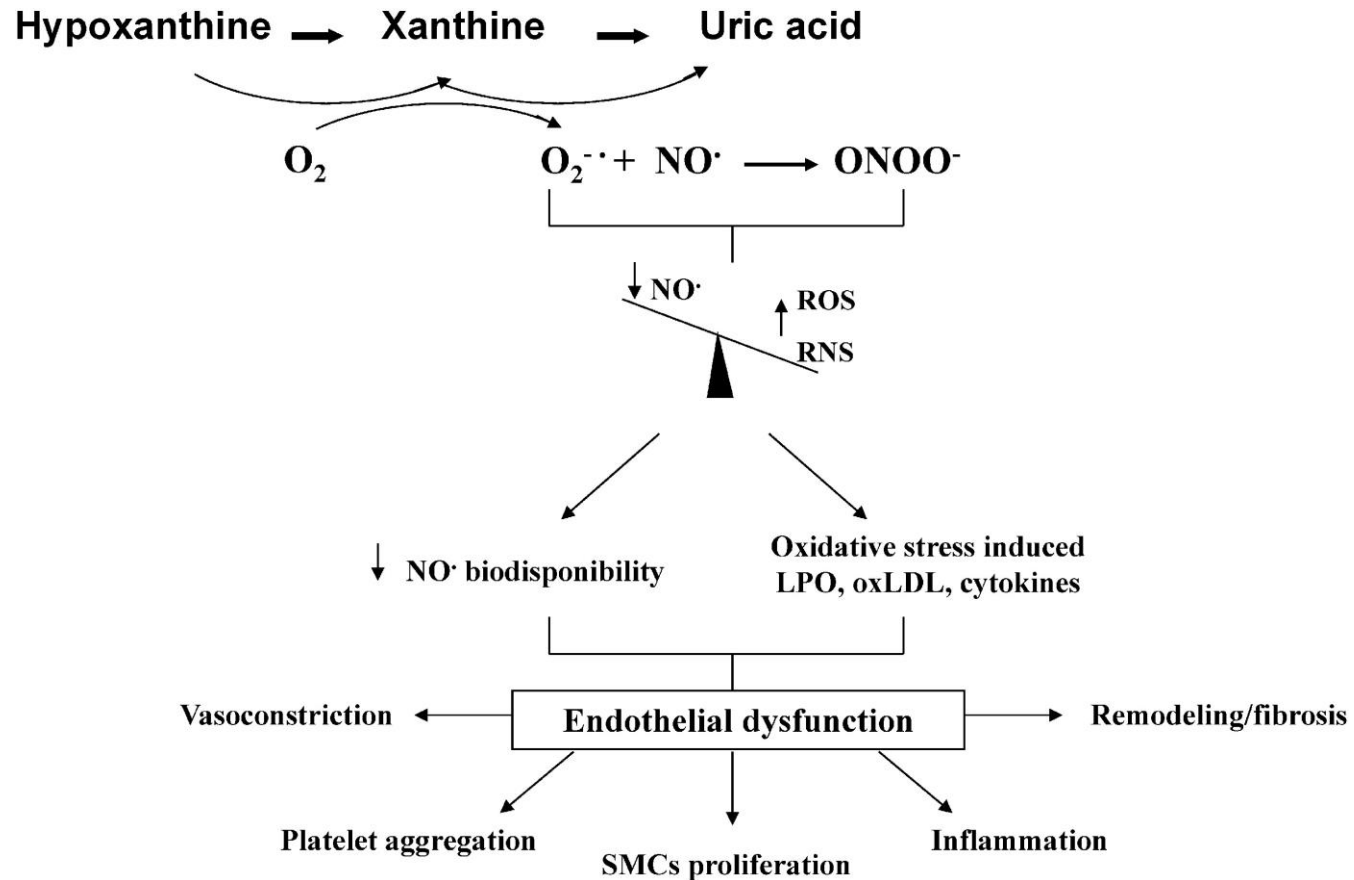 Hypoxanthine → Xanthine → Uric acid
O₂ O₂⁻˙ + NO˙ → ONOO⁻
↓ NO˙ ↑ ROS
RNS
Oxidative stress induced
↓ NO˙ biodisponibility LPO, oxLDL, cytokines
Vasoconstriction ← Endothelial dysfunction → Remodeling/fibrosis
Platelet aggregation Inflammation
SMCs proliferation